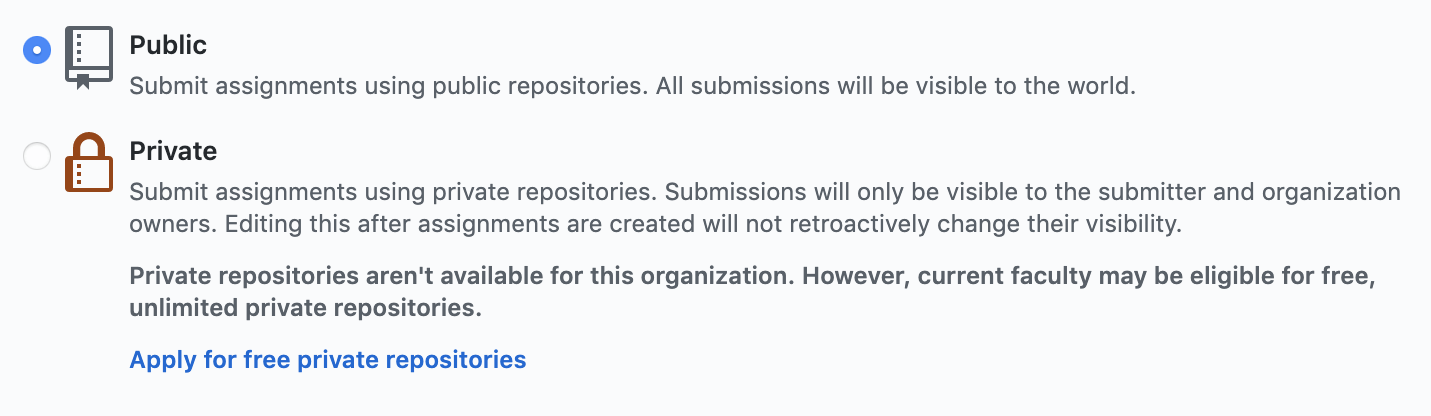 Public
Submit assignments using public repositories. All submissions will be visible to the world.
Private
Submit assignments using private repositories. Submissions will only be visible to the submitter and organization
owners. Editing this after assignments are created will not retroactively change their visibility.
Private repositories aren't available for this organization. However, current faculty may be eligible for free,
unlimited private repositories.
Apply for free private repositories